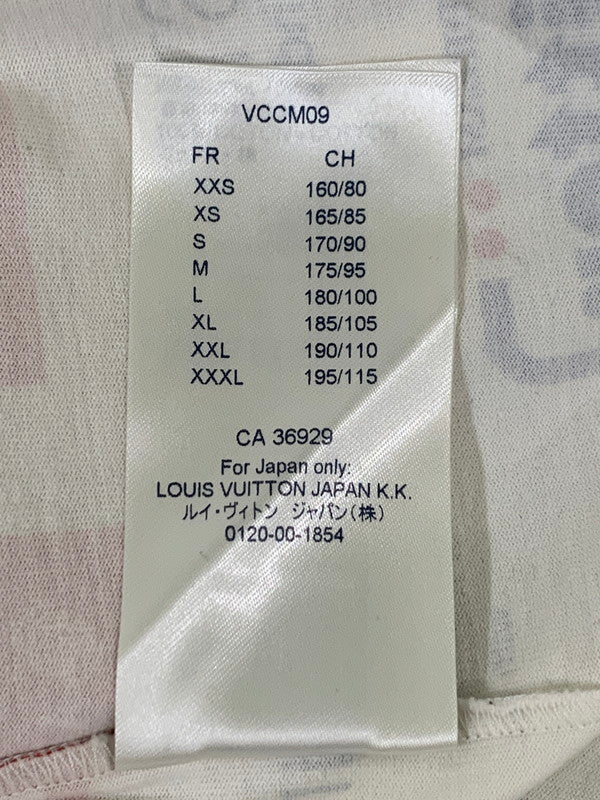 VCCM09
FR CH
XXS 160/80
XS 165/85
S 170/90
M 175/95
L 180/100
XL 185/105
XXL 190/110
XXXL 195/115
CA 36929
For Japan only:
LOUIS VUITTON JAPAN K.K.
ルイ・ヴィトン ジャパン(株)
0120-00-1854